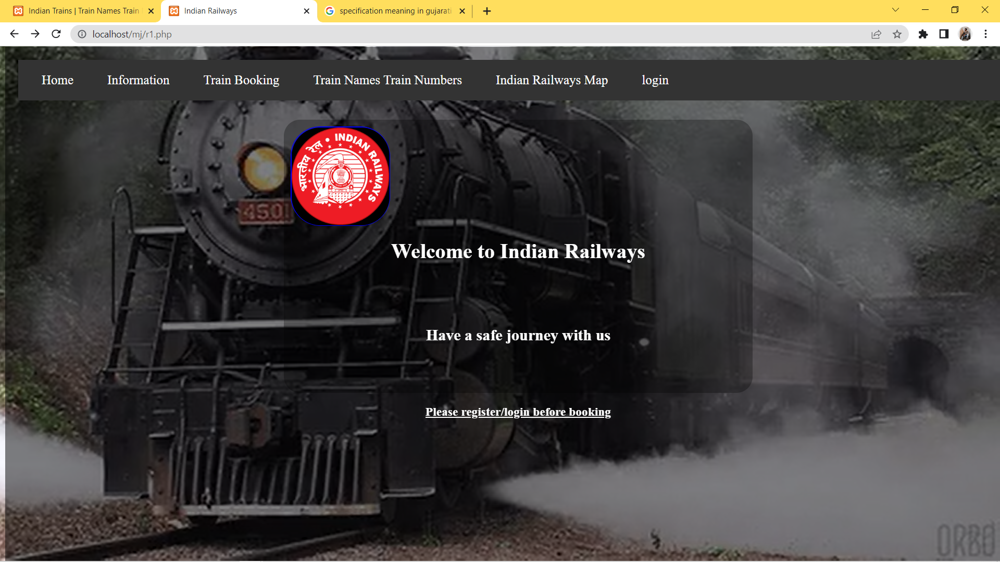 Indian Trains | Train Names Train
Indian Railways
specification meaning in gujarati
localhost/mj/r1.php
Home
Information
Train Booking
Train Names Train Numbers
Indian Railways Map
login
भारतीय रेल • INDIAN RAILWAYS
4501
Welcome to Indian Railways
Have a safe journey with us
Please register/login before booking
ORBO